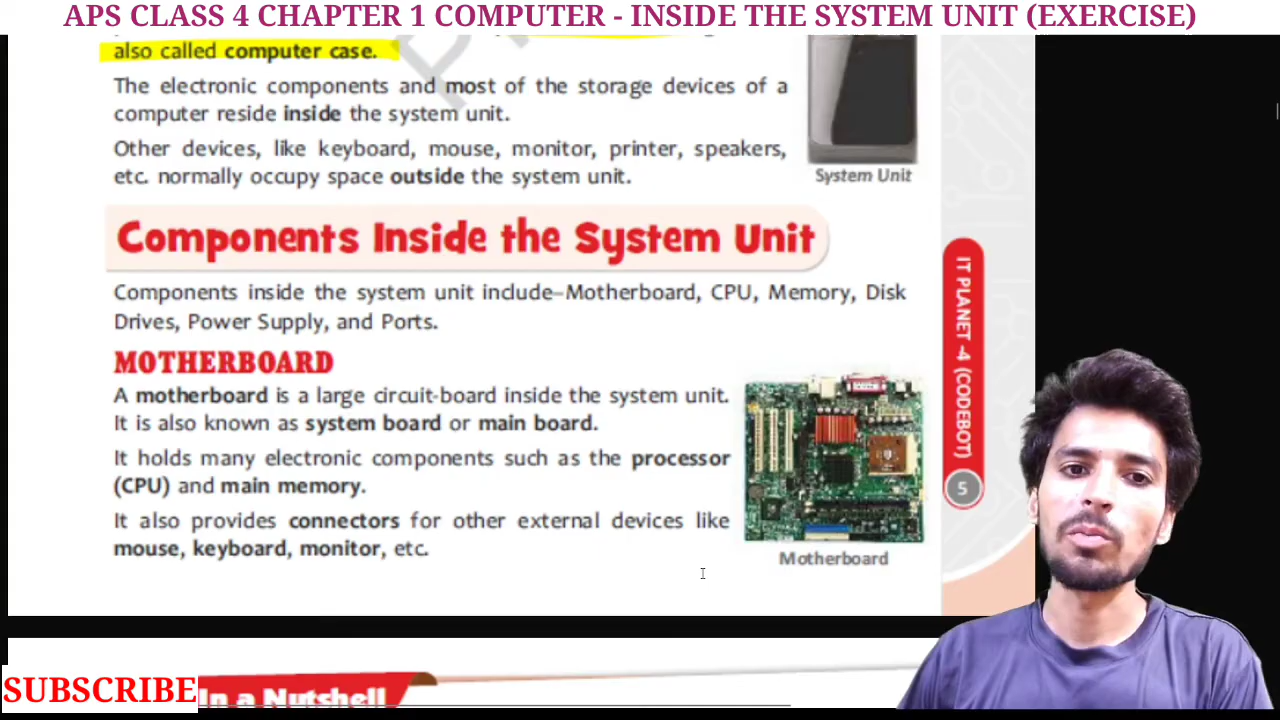 APS CLASS 4 CHAPTER 1 COMPUTER - INSIDE THE SYSTEM UNIT (EXERCISE)
also called computer case.
The electronic components and most of the storage devices of a
computer reside inside the system unit.
Other devices, like keyboard, mouse, monitor, printer, speakers,
etc. normally occupy space outside the system unit.
System Unit
Components Inside the System Unit
Components inside the system unit include–Motherboard, CPU, Memory, Disk
Drives, Power Supply, and Ports.
MOTHERBOARD
A motherboard is a large circuit-board inside the system unit.
It is also known as system board or main board.
It holds many electronic components such as the processor
(CPU) and main memory.
It also provides connectors for other external devices like
mouse, keyboard, monitor, etc.
Motherboard
IT PLANET -4 (CODEBOT)
5
In a Nutshell
SUBSCRIBE